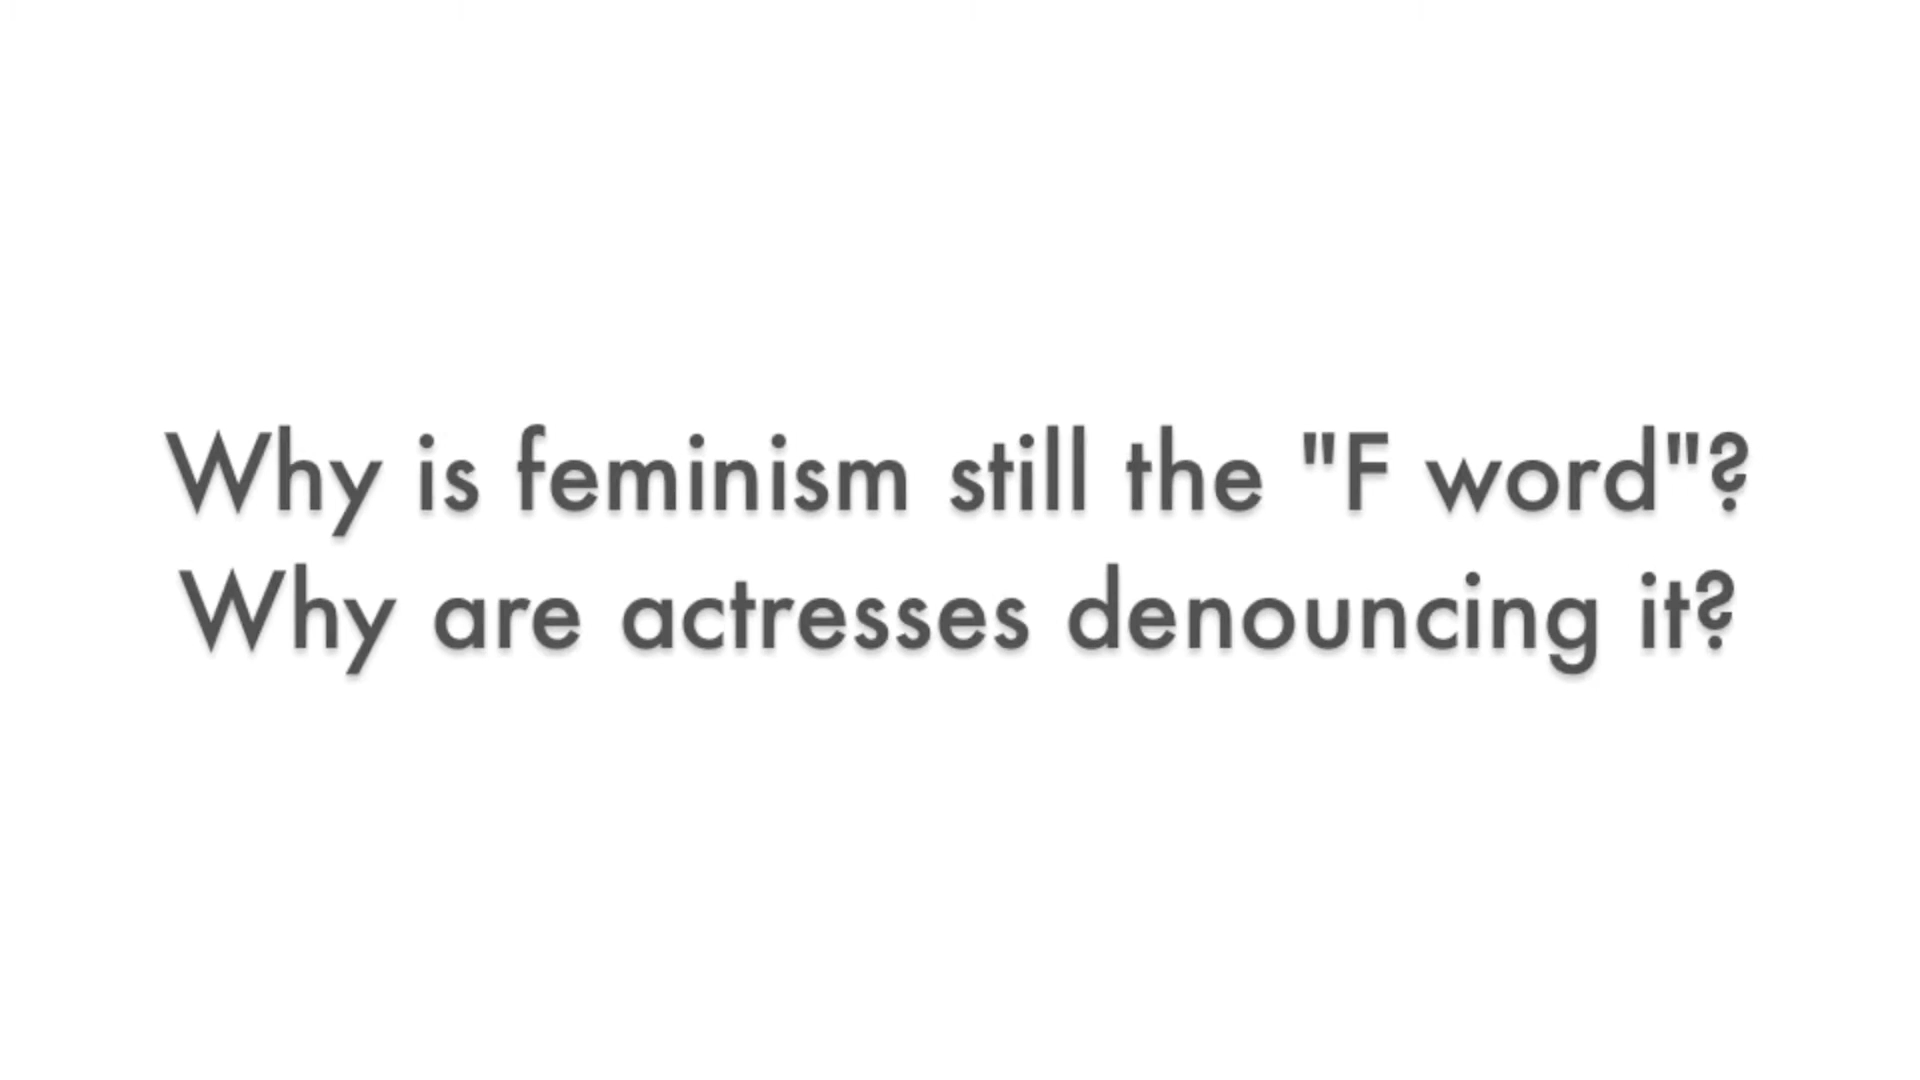 Why is feminism still the "F word"?
Why are actresses denouncing it?